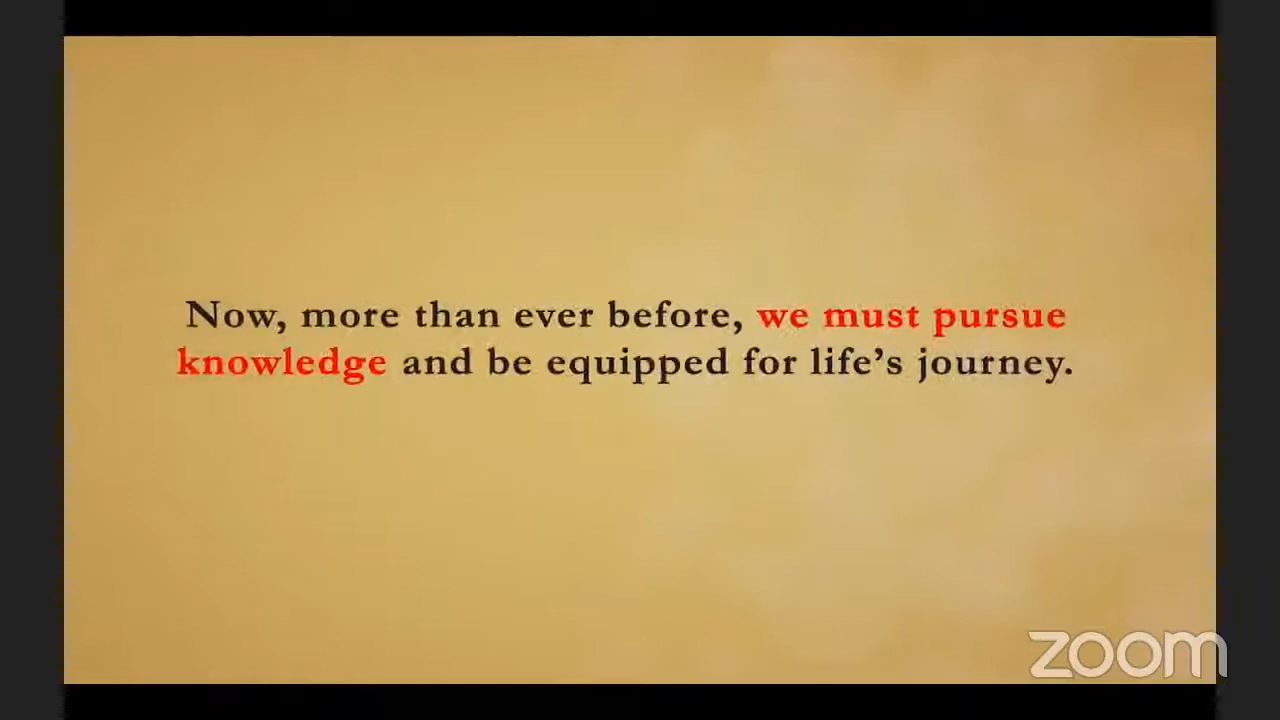 Now, more than ever before, we must pursue
knowledge and be equipped for life’s journey.
zoom